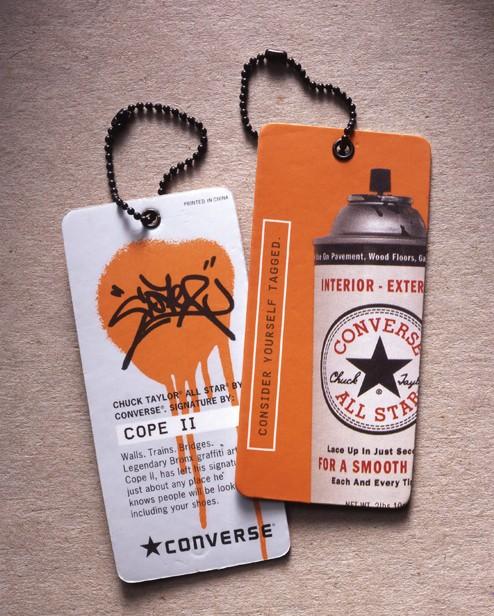 PRINTED IN CHINA
CHUCK TAYLOR® ALL STAR® BY
CONVERSE®. SIGNATURE BY:
COPE II
Walls. Trains. Bridges.
Legendary Bronx graffiti
Cope II, has left his
just about any place he
knows people will be
including your shoes.
CONVERSE®
CONSIDER YOURSELF TAGGED.
On Pavement, Wood Floors,
INTERIOR - EXTER
CONVERSE
Chuck
ALL STAR
®
Lace Up In Just
FOR A SMOOTH
Each And Every
NET WT. 2lbs